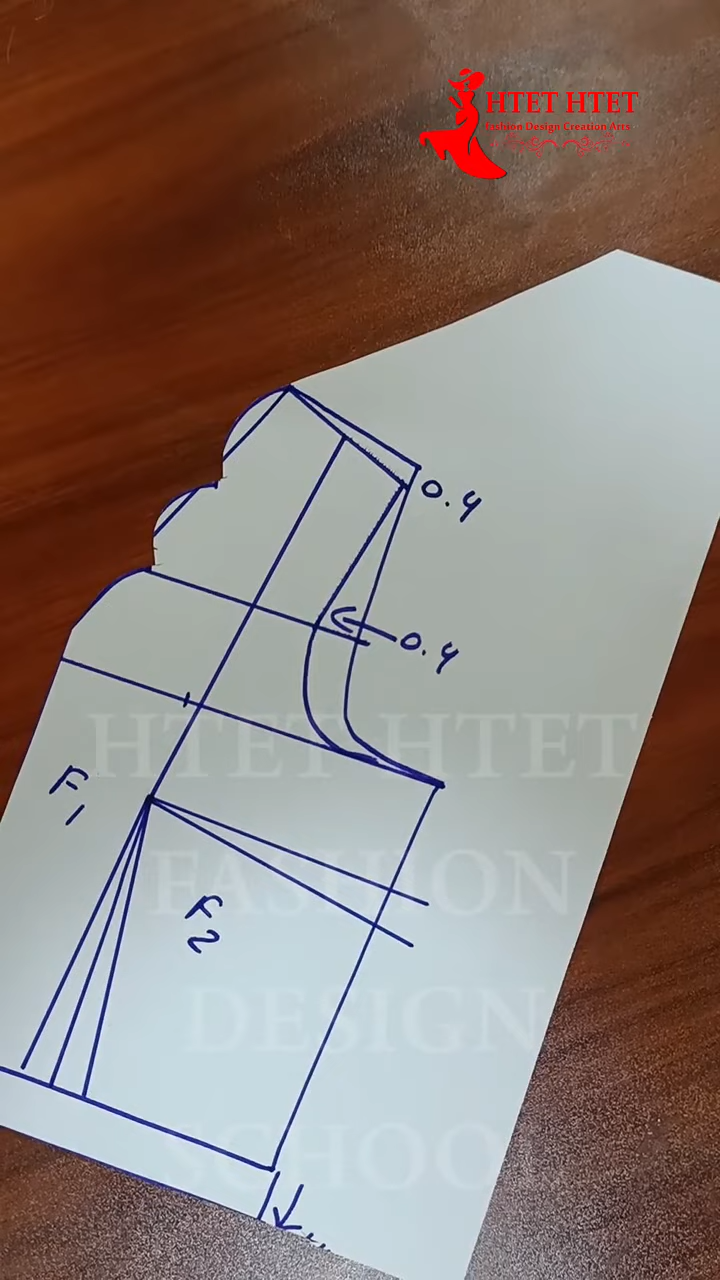 HTET HTET
Fashion Design Creation Arts
0.4
0.4
HTET HTET
F1
FASHION
F2
DESIGN
SCHOOL